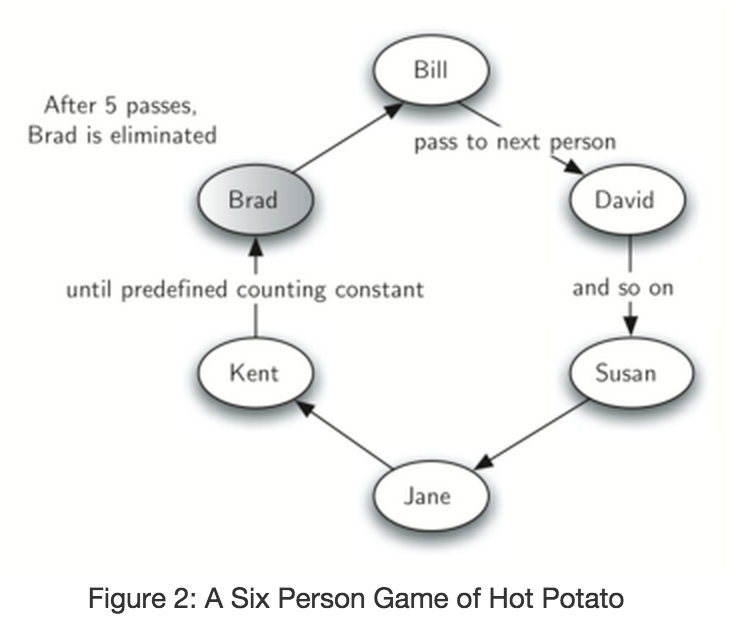 Bill
After 5 passes,
Brad is eliminated
pass to next person
Brad
David
until predefined counting constant
and so on
Kent
Susan
Jane
Figure 2: A Six Person Game of Hot Potato